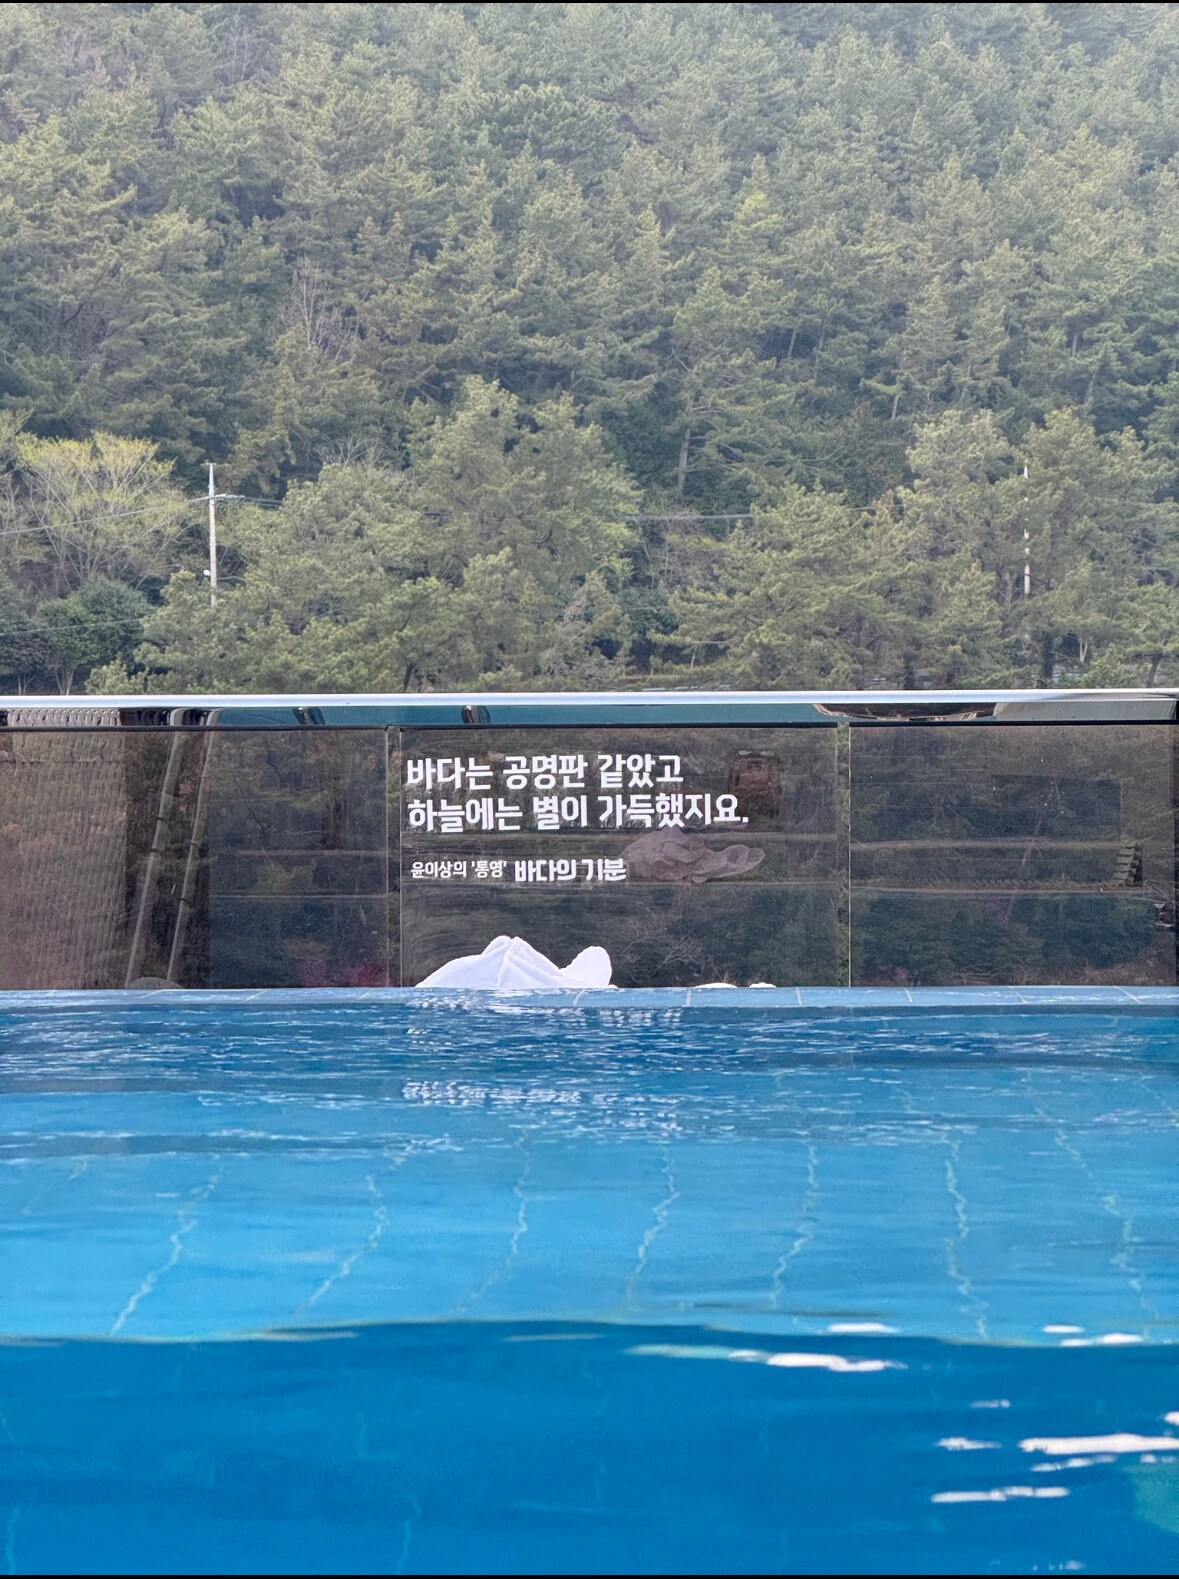 바다는 공명판 같았고
하늘에는 별이 가득했지요.
윤이상의 '통영' 바다의 기분